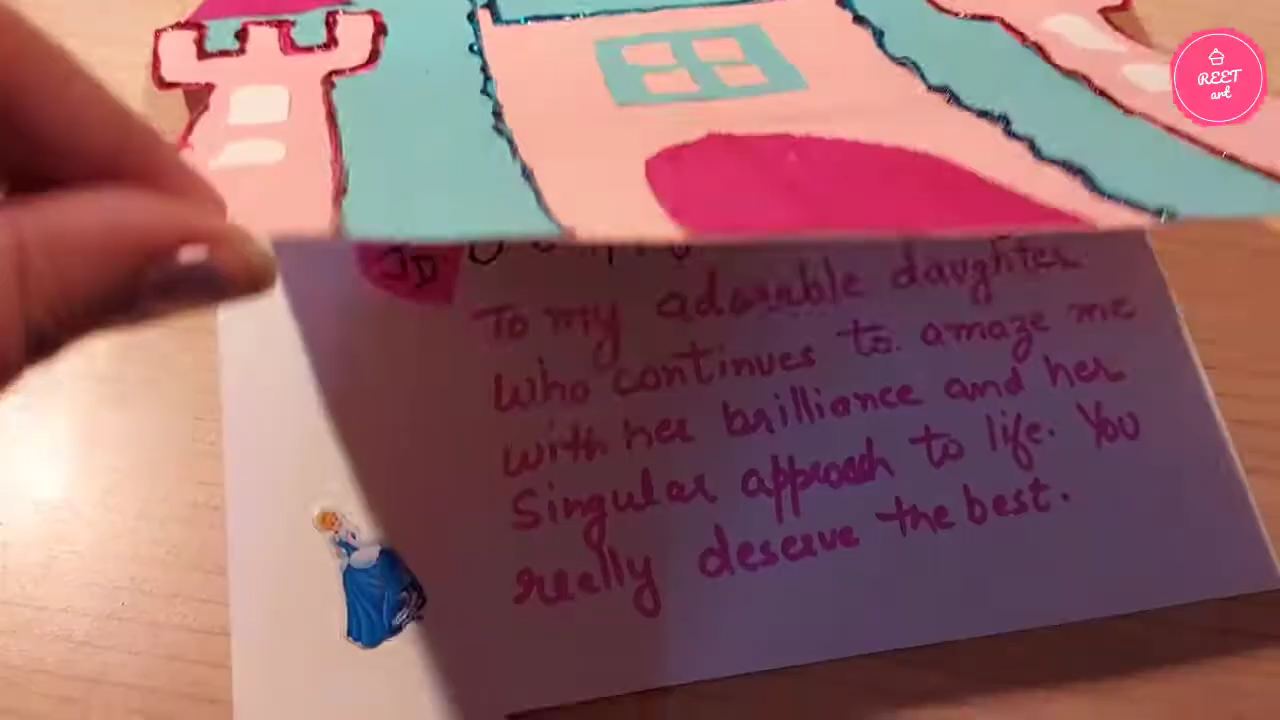 REET
art
JD
To my adorable daughter
who continues to amaze me
with her brilliance and her
singular approach to life. You
really deserve the best.